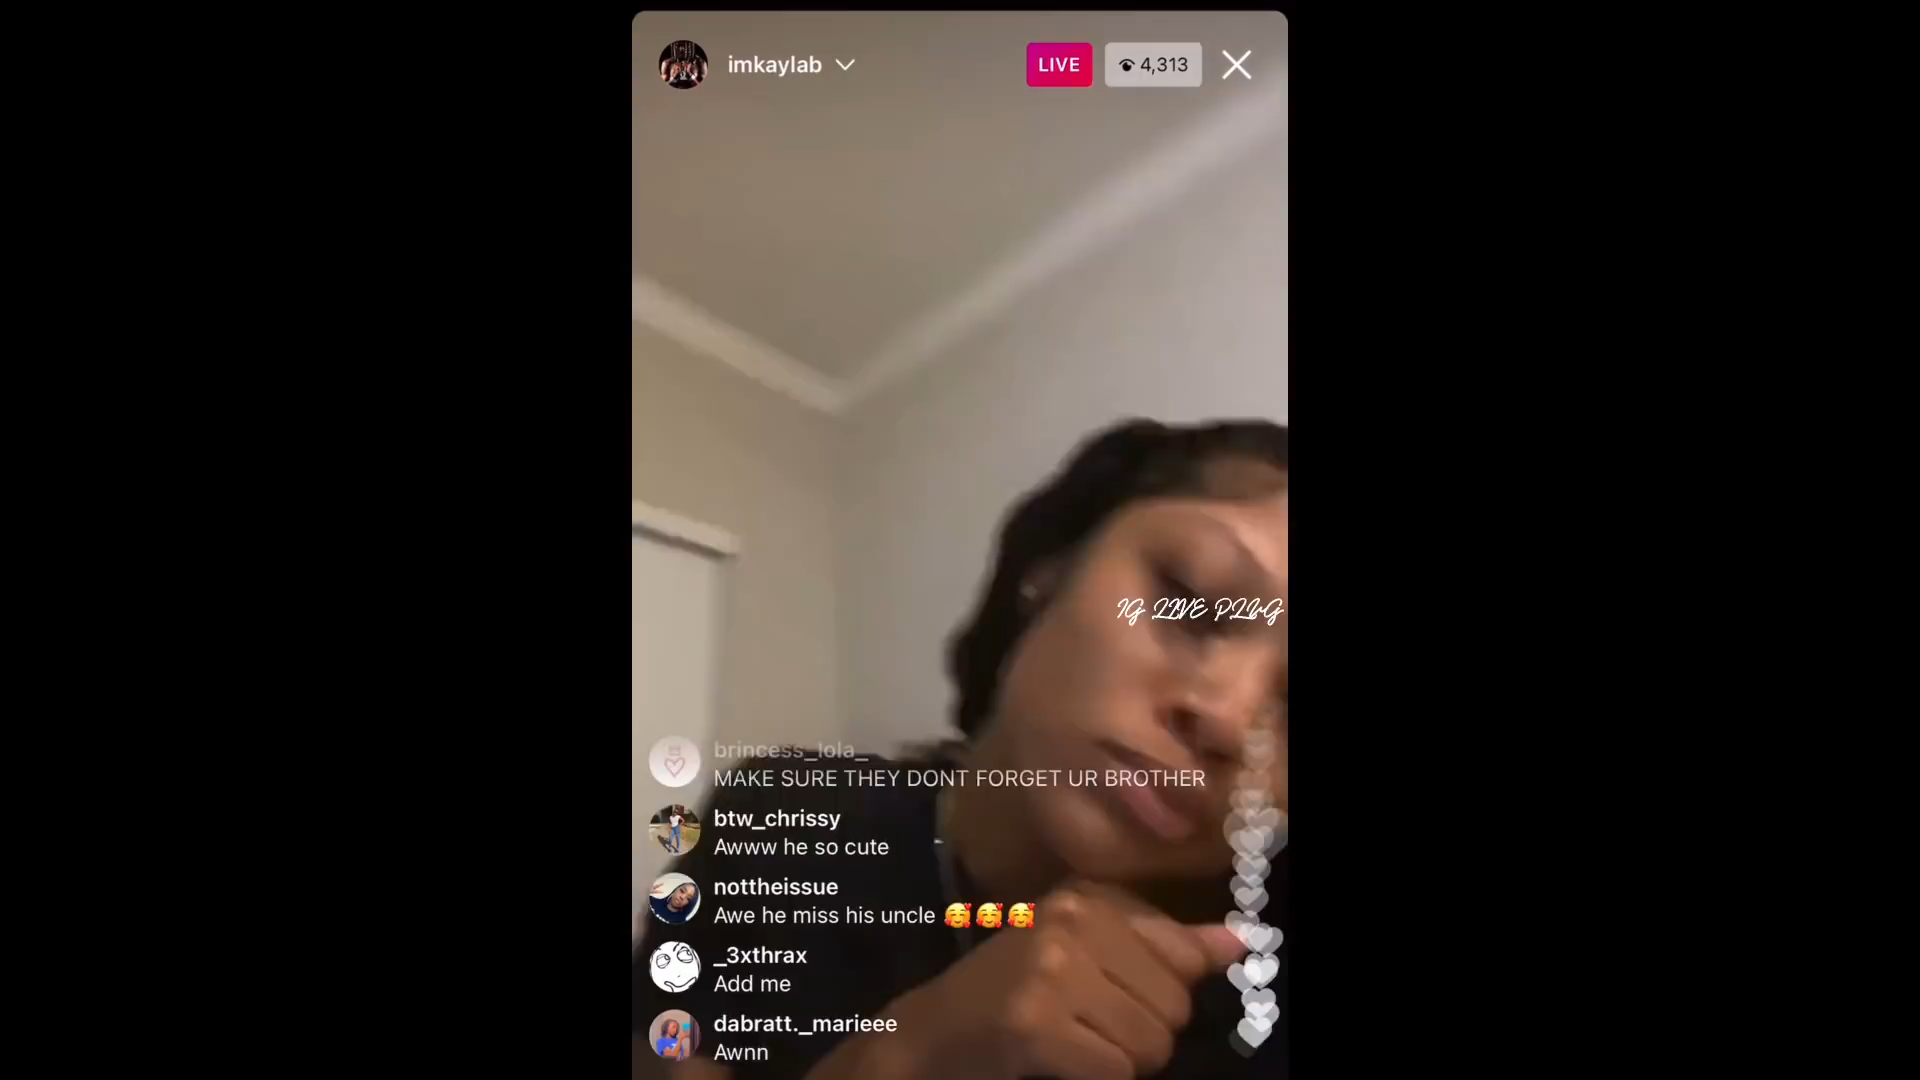 imkaylab
LIVE
4,313
IG LIVE PLUG
brincess_lola_
MAKE SURE THEY DONT FORGET UR BROTHER
btw_chrissy
Awww he so cute
nottheissue
Awe he miss his uncle 🥰🥰🥰
_3xthrax
Add me
dabratt._marieee
Awnn